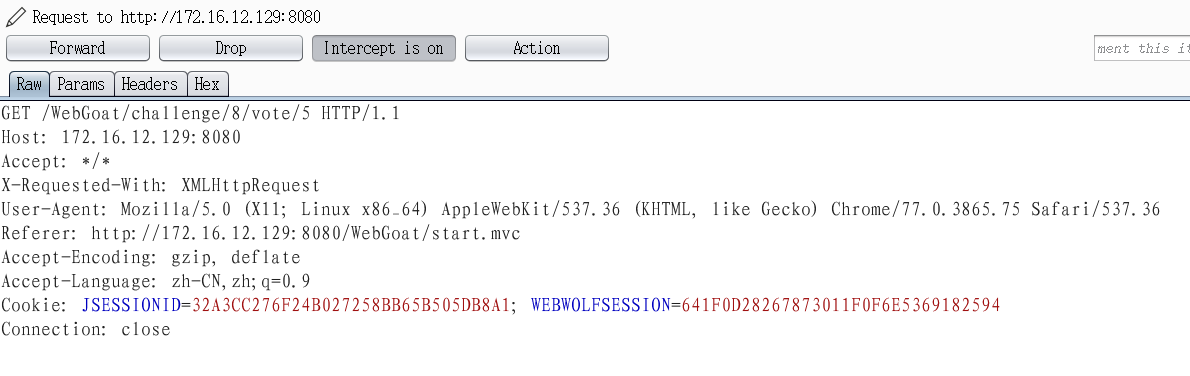 Request to http://172.16.12.129:8080
Forward Drop Intercept is on Action ment this it
Raw Params Headers Hex
GET /WebGoat/challenge/8/vote/5 HTTP/1.1
Host: 172.16.12.129:8080
Accept: */*
X-Requested-With: XMLHttpRequest
User-Agent: Mozilla/5.0 (X11; Linux x86_64) AppleWebKit/537.36 (KHTML, like Gecko) Chrome/77.0.3865.75 Safari/537.36
Referer: http://172.16.12.129:8080/WebGoat/start.mvc
Accept-Encoding: gzip, deflate
Accept-Language: zh-CN,zh;q=0.9
Cookie: JSESSIONID=32A3CC276F24B027258BB65B505DB8A1; WEBWOLFSESSION=641F0D28267873011F0F6E5369182594
Connection: close